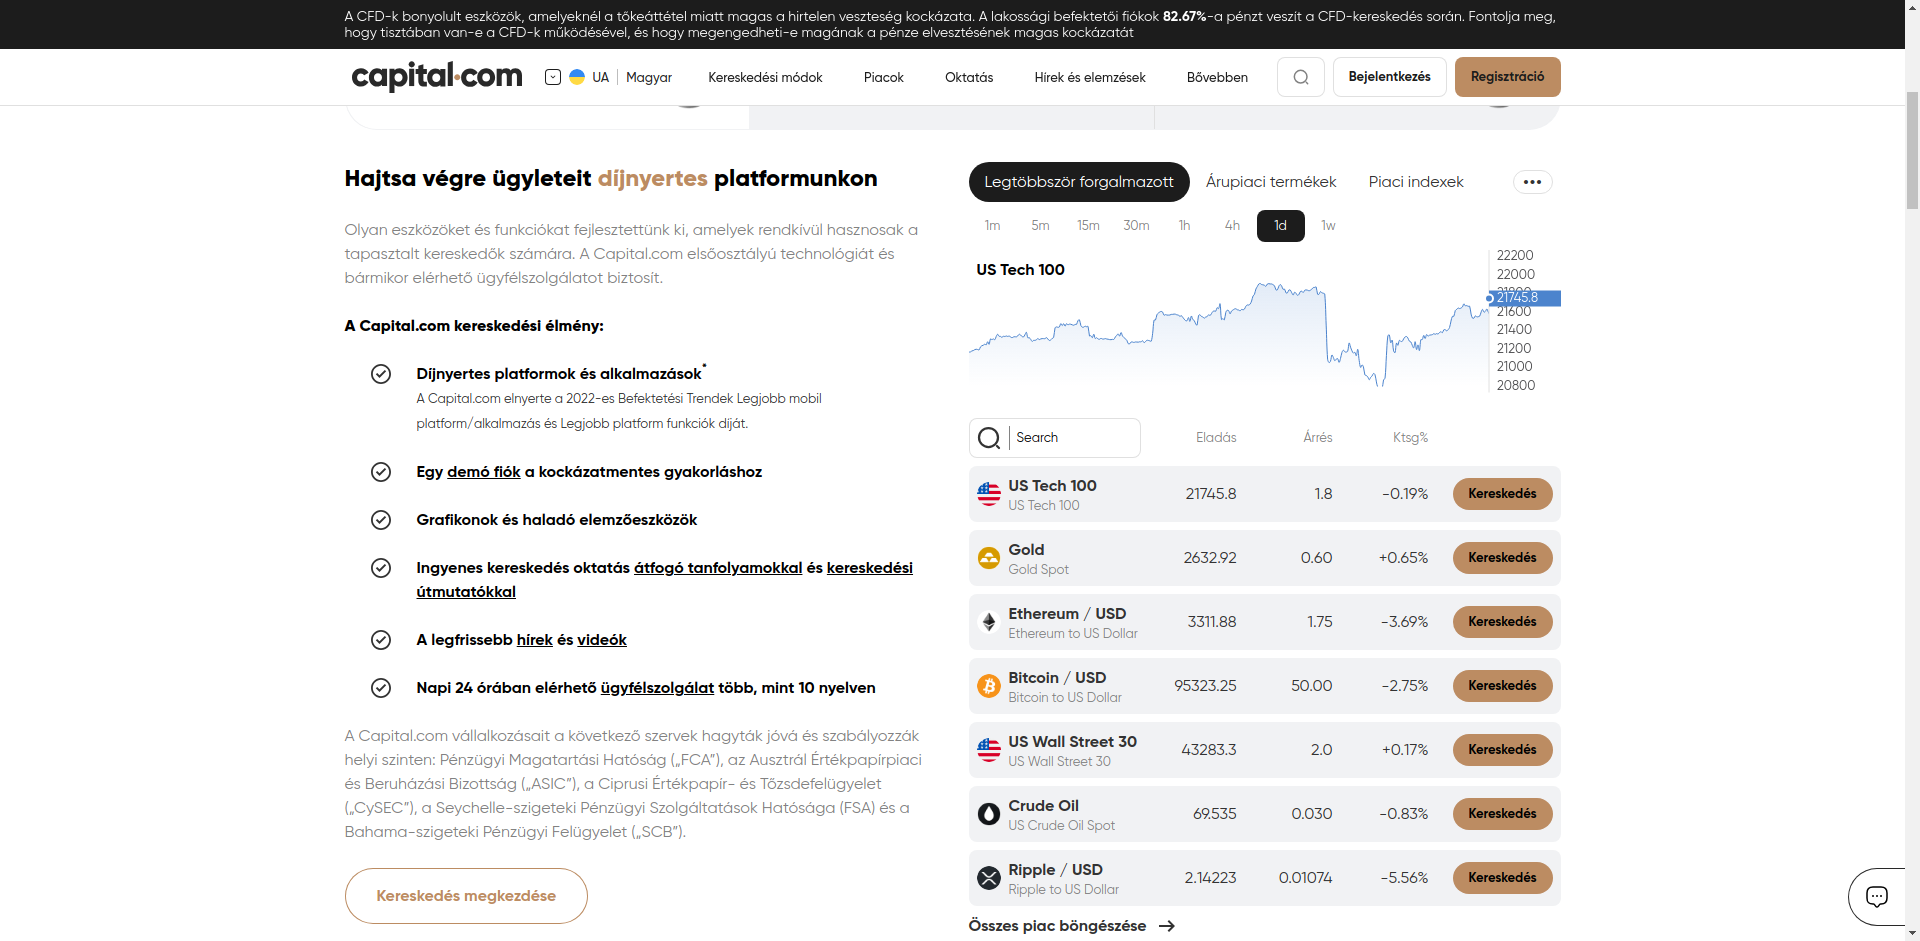 A CFD-k bonyolult eszközök, amelyeknél a tőkeáttétel miatt magas a hirtelen veszteség kockázata. A lakossági befektetői fiókok 82.67%-a pénzt veszít a CFD-kereskedés során. Fontolja meg,
hogy tisztában van-e a CFD-k működésével, és hogy megengedheti-e magának a pénze elvesztésének magas kockázatát
capital.com
UA Magyar
Kereskedési módok
Piacok
Oktatás
Hírek és elemzések
Bővebben
Bejelentkezés
Regisztráció
Hajtsa végre ügyleteit díjnyertes platformunkon
Olyan eszközöket és funkciókat fejlesztettünk ki, amelyek rendkívül hasznosak a
tapasztalt kereskedők számára. A Capital.com elsőosztályú technológiát és
bármikor elérhető ügyfélszolgálatot biztosít.
A Capital.com kereskedési élmény:
Díjnyertes platformok és alkalmazások*
A Capital.com elnyerte a 2022-es Befektetési Trendek Legjobb mobil
platform/alkalmazás és Legjobb platform funkciók díját.
Egy demó fiók a kockázatmentes gyakorláshoz
Grafikonok és haladó elemzőeszközök
Ingyenes kereskedés oktatás átfogó tanfolyamokkal és kereskedési
útmutatókkal
A legfrissebb hírek és videók
Napi 24 órában elérhető ügyfélszolgálat több, mint 10 nyelven
A Capital.com vállalkozásait a következő szervek hagyták jóvá és szabályozzák
helyi szinten: Pénzügyi Magatartási Hatóság („FCA”), az Ausztrál Értékpapírpiaci
és Beruházási Bizottság („ASIC”), a Ciprusi Értékpapír- és Tőzsdefelügyelet
(„CySEC”), a Seychelle-szigeteki Pénzügyi Szolgáltatások Hatósága (FSA) és a
Bahama-szigeteki Pénzügyi Felügyelet („SCB”).
Kereskedés megkezdése
Legtöbbször forgalmazott
Árupiaci termékek
Piaci indexek
1m 5m 15m 30m 1h 4h 1d 1w
US Tech 100
22200
22000
21800
21745.8
21600
21400
21200
21000
20800
Search Eladás Árrés Ktsg%
US Tech 100 21745.8 1.8 -0.19% Kereskedés
US Tech 100
Gold 2632.92 0.60 +0.65% Kereskedés
Gold Spot
Ethereum / USD 3311.88 1.75 -3.69% Kereskedés
Ethereum to US Dollar
Bitcoin / USD 95323.25 50.00 -2.75% Kereskedés
Bitcoin to US Dollar
US Wall Street 30 43283.3 2.0 +0.17% Kereskedés
US Wall Street 30
Crude Oil 69.535 0.030 -0.83% Kereskedés
US Crude Oil Spot
Ripple / USD 2.14223 0.01074 -5.56% Kereskedés
Ripple to US Dollar
Összes piac böngészése